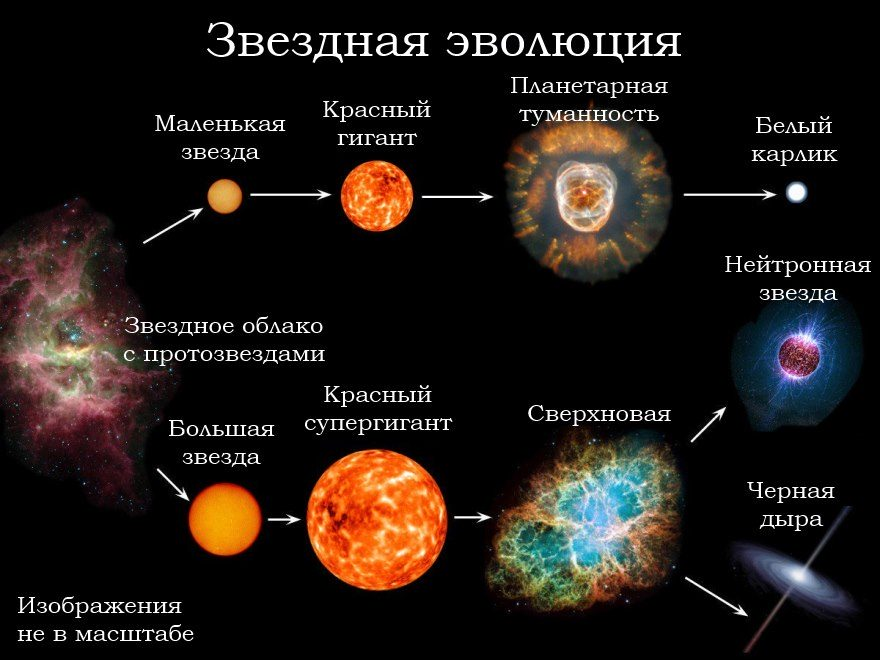 Звездная эволюция
Маленькая
звезда
Красный
гигант
Планетарная
туманность
Белый
карлик
Звездное облако
с протозвездами
Нейтронная
звезда
Большая
звезда
Красный
супергигант
Сверхновая
Черная
дыра
Изображения
не в масштабе